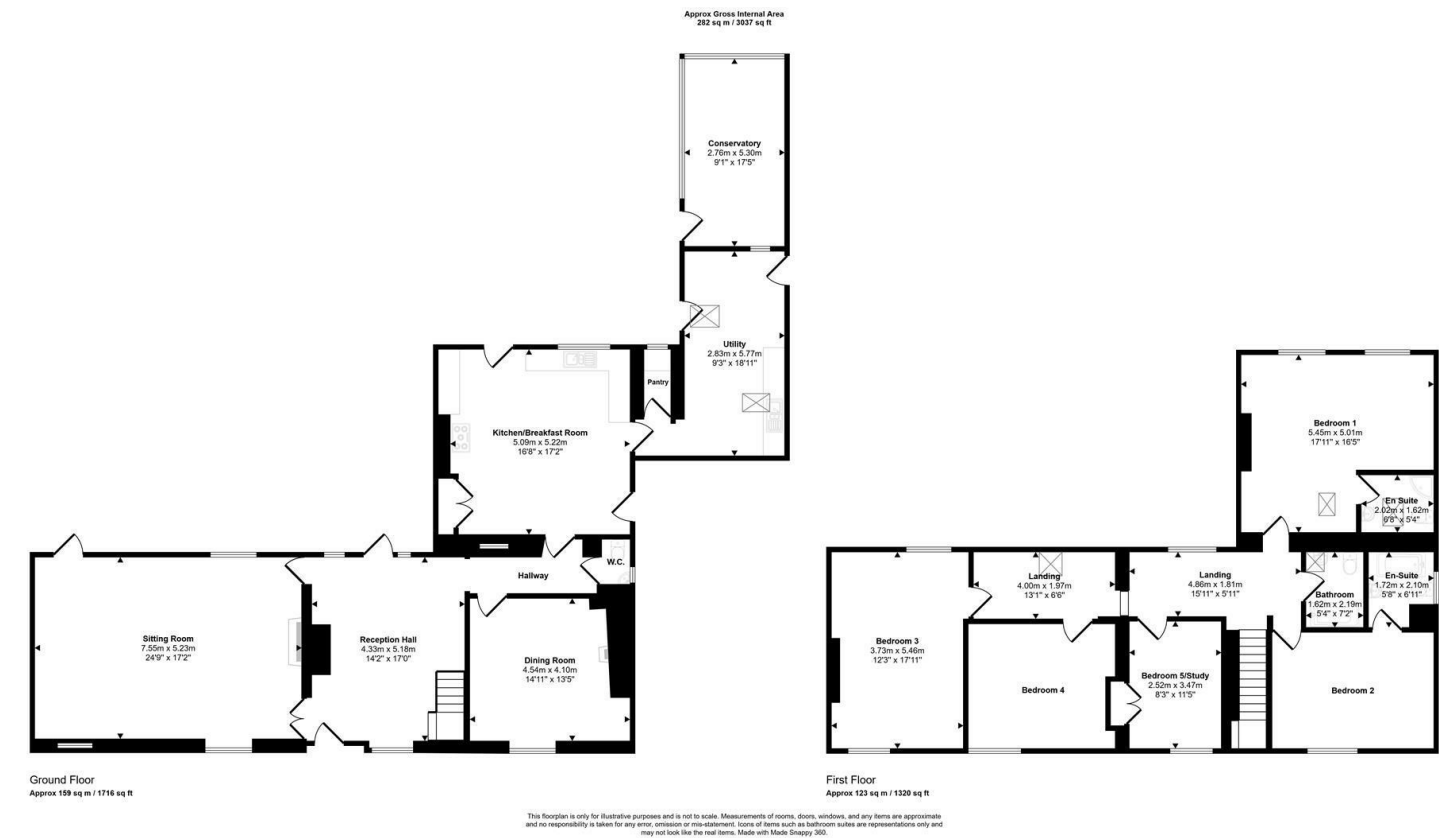 Approx Gross Internal Area
282 sq m / 3037 sq ft
Conservatory
2.76m x 5.30m
9'1" x 17'5"
Utility
2.83m x 5.77m
9'3" x 18'11"
Pantry
Kitchen/Breakfast Room
5.09m x 5.22m
16'8" x 17'2"
W.C.
Hallway
Sitting Room
7.55m x 5.23m
24'9" x 17'2"
Reception Hall
4.33m x 5.18m
14'2" x 17'0"
Dining Room
4.54m x 4.10m
14'11" x 13'5"
Ground Floor
Approx 159 sq m / 1716 sq ft
Bedroom 1
5.45m x 5.01m
17'11" x 16'5"
En Suite
2.02m x 1.62m
6'8" x 5'4"
Landing
4.00m x 1.97m
13'1" x 6'6"
Landing
4.86m x 1.81m
15'11" x 5'11"
Bathroom
1.62m x 2.19m
5'4" x 7'2"
En-Suite
1.72m x 2.10m
5'8" x 6'11"
Bedroom 3
3.73m x 5.46m
12'3" x 17'11"
Bedroom 4
Bedroom 5/Study
2.52m x 3.47m
8'3" x 11'5"
Bedroom 2
First Floor
Approx 123 sq m / 1320 sq ft
This floorplan is only for illustrative purposes and is not to scale. Measurements of rooms, doors, windows, and any items are approximate
and no responsibility is taken for any error, omission or mis-statement. Icons of items such as bathroom suites are representations only and
may not look like the real items. Made with Made Snappy 360.